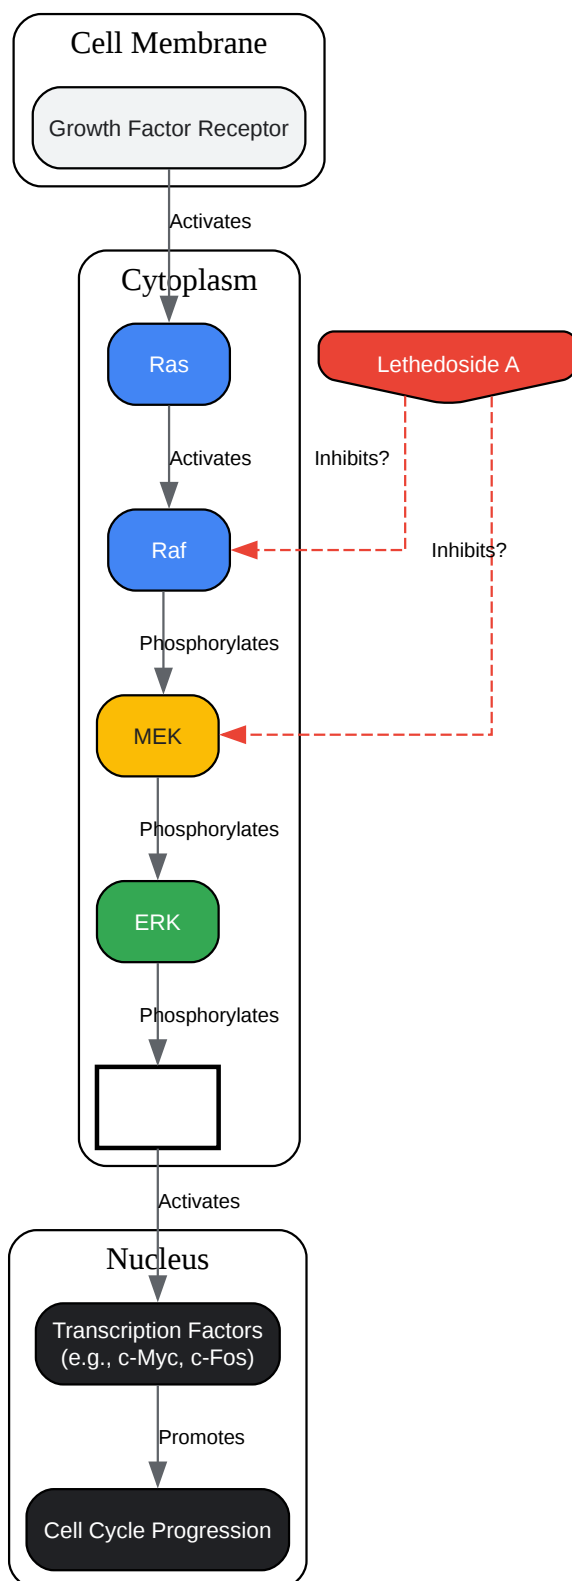 Cell Membrane
Growth Factor Receptor
Activates
Cytoplasm
Ras
Lethedoside A
Activates
Inhibits?
Raf
Inhibits?
Phosphorylates
MEK
Phosphorylates
ERK
Phosphorylates
Activates
Nucleus
Transcription Factors
(e.g., c-Myc, c-Fos)
Promotes
Cell Cycle Progression